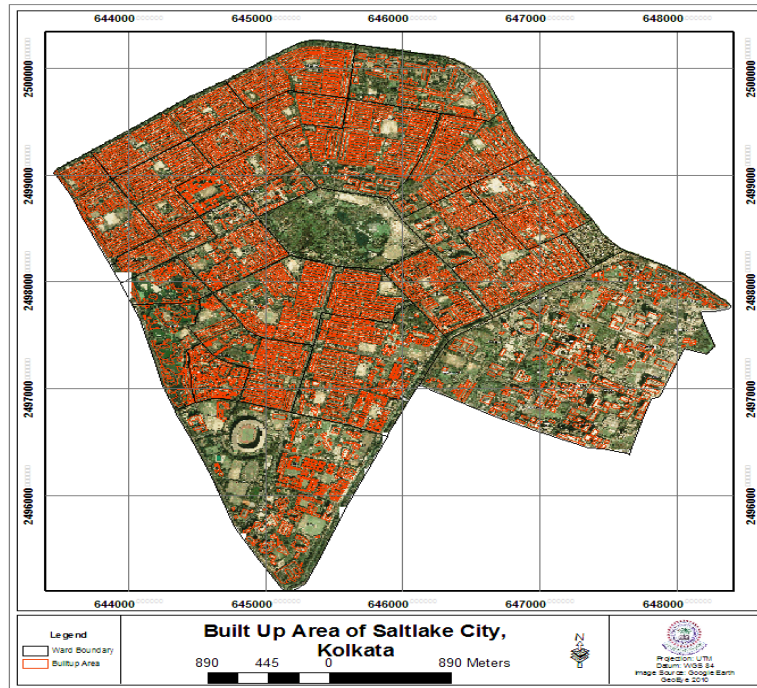 644000 645000 646000 647000 648000
2500000
2499000
2498000
2497000
2496000
2500000
2499000
2498000
2497000
2496000
644000 645000 646000 647000 648000
Legend
Ward Boundary
Builtup Area
Built Up Area of Saltlake City,
Kolkata
890 445 0 890 Meters
N
Projection: UTM
Datum: WGS 84
Image Source: Google Earth
GeoEye 2010